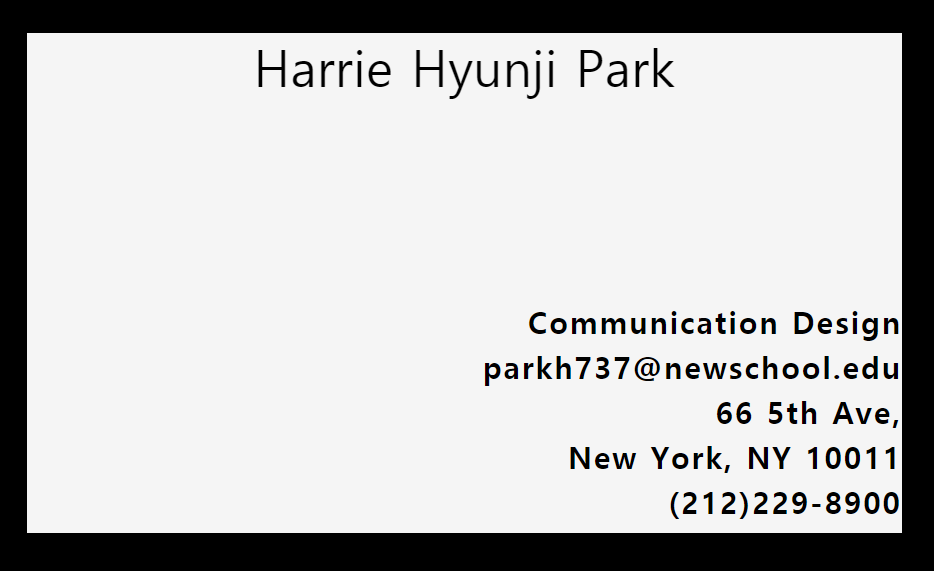 Harrie Hyunji Park
Communication Design
parkh737@newschool.edu
66 5th Ave,
New York, NY 10011
(212)229-8900